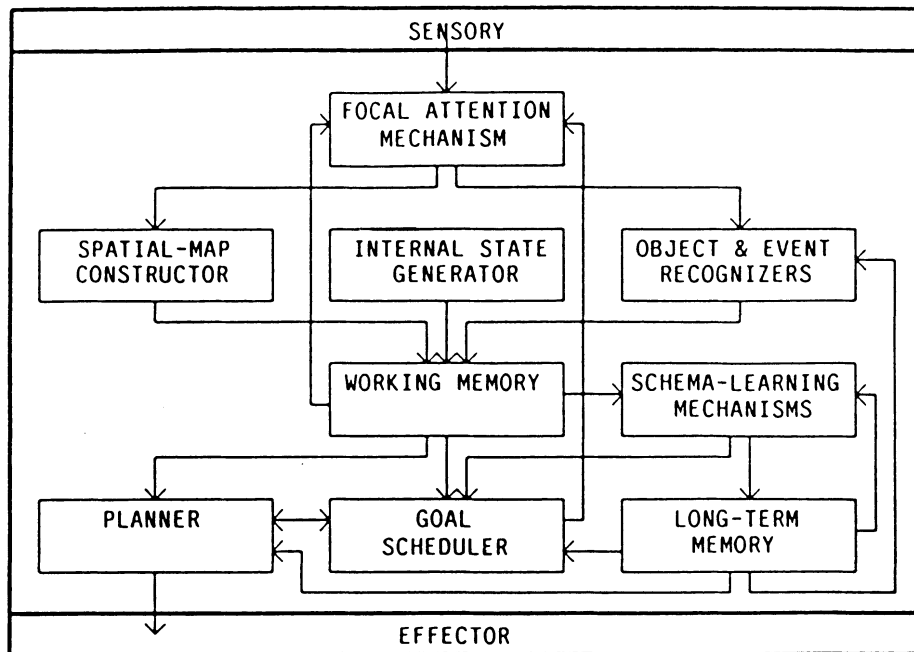 SENSORY
FOCAL ATTENTION
MECHANISM
SPATIAL-MAP
CONSTRUCTOR
INTERNAL STATE
GENERATOR
OBJECT & EVENT
RECOGNIZERS
WORKING MEMORY
SCHEMA-LEARNING
MECHANISMS
PLANNER
GOAL
SCHEDULER
LONG-TERM
MEMORY
EFFECTOR